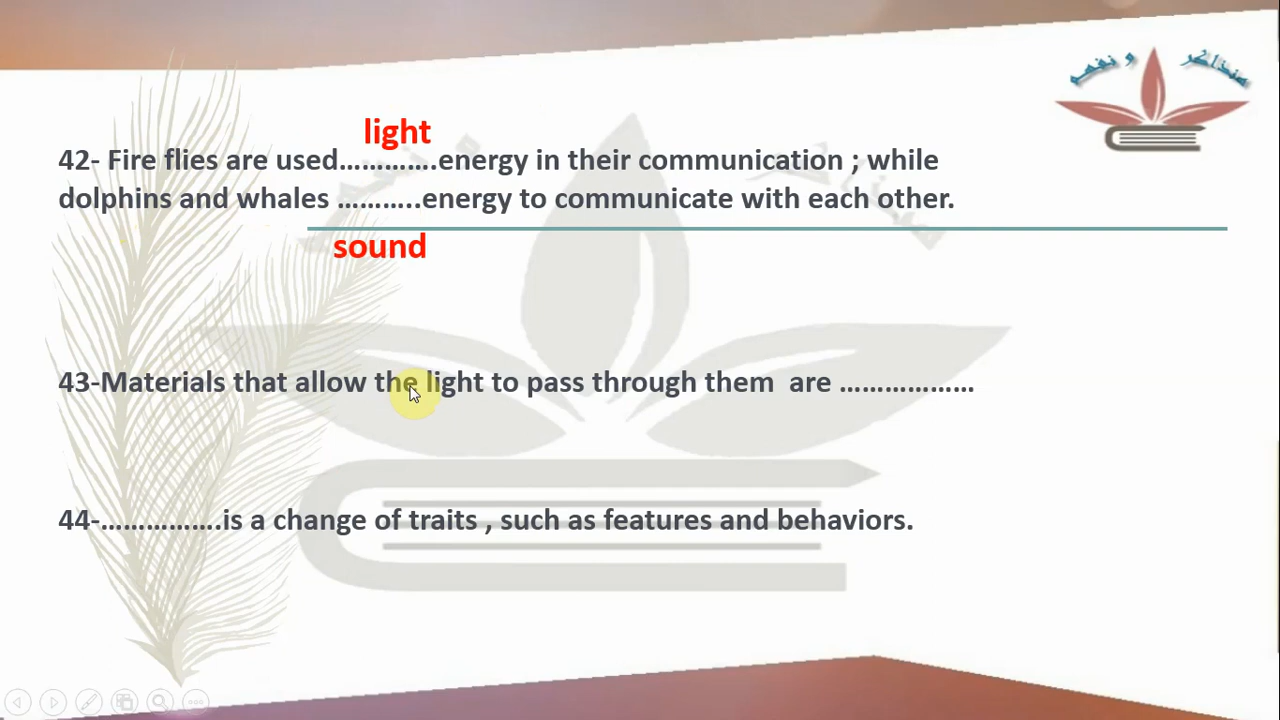 منذاكر و نفهم
light
42- Fire flies are used………….energy in their communication ; while
dolphins and whales ………..energy to communicate with each other.
sound
43-Materials that allow the light to pass through them  are ………………
44-…………….is a change of traits , such as features and behaviors.